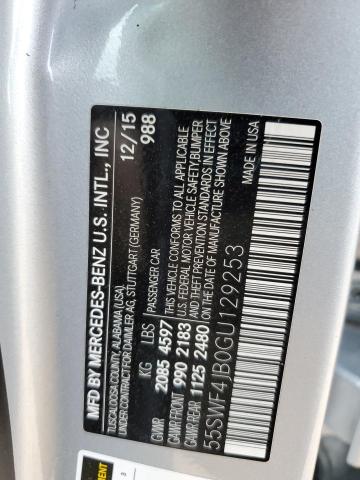 MFD BY MERCEDES-BENZ U.S. INTL., INC
TUSCALOOSA COUNTY, ALABAMA (USA)
UNDER CONTRACT FOR DAIMLER AG, STUTTGART (GERMANY)
12/15
988
KG LBS PASSENGER CAR
GVWR 2085 4597 THIS VEHICLE CONFORMS TO ALL APPLICABLE
GAWR FRONT 990 2183 U.S. FEDERAL MOTOR VEHICLE SAFETY, BUMPER
GAWR REAR 1125 2480 AND THEFT PREVENTION STANDARDS IN EFFECT
ON THE DATE OF MANUFACTURE SHOWN ABOVE
55SWF4JB0GU129253 MADE IN USA